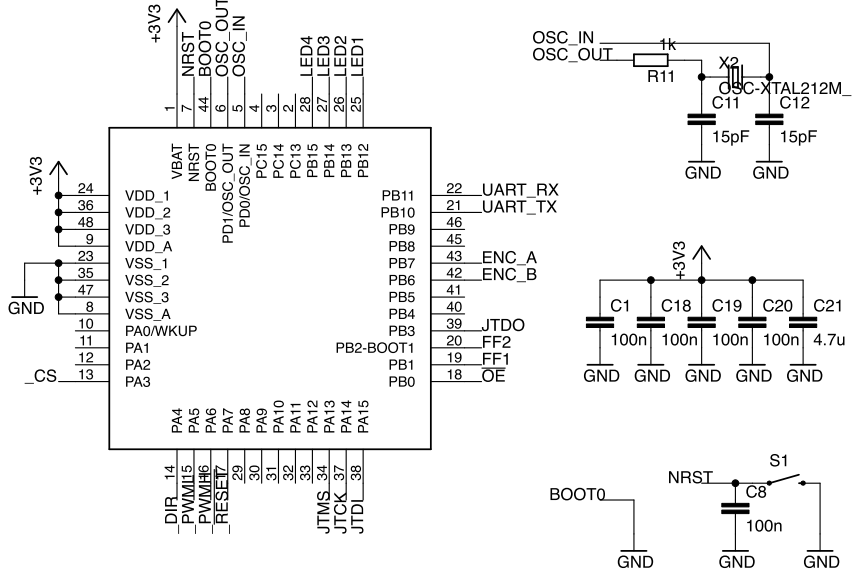 +3V3
NRST
BOOT0
OSC_OUT
OSC_IN
LED4
LED3
LED2
LED1
1
7
44
6
5
4
3
2
28
27
26
25
VBAT
NRST
BOOT0
PD1/OSC_OUT
PD0/OSC_IN
PC15
PC14
PC13
PB15
PB14
PB13
PB12
+3V3
24 VDD_1
36 VDD_2
48 VDD_3
9 VDD_A
23 VSS_1
35 VSS_2
47 VSS_3
8 VSS_A
GND
10 PA0/WKUP
11 PA1
12 PA2
_CS 13 PA3
PB11 22 UART_RX
PB10 21 UART_TX
PB9 46
PB8 45
PB7 43 ENC_A
PB6 42 ENC_B
PB5 41
PB4 40
PB3 39 JTDO
PB2-BOOT1 20 FF2
PB1 19 FF1
PB0 18 OE
PA4
PA5
PA6
PA7
PA8
PA9
PA10
PA11
PA12
PA13
PA14
PA15
14
15
16
17
29
30
31
32
33
34
37
38
_DIR
_PWML
_PWMH
_RESET
JTMS
JTCK
JTDI
OSC_IN
OSC_OUT
1k
R11
X2
OSC-XTAL212M_
C11
15pF
C12
15pF
GND
GND
+3V3
C1
C18
C19
C20
C21
100n
100n
100n
100n
4.7u
GND
GND
GND
GND
GND
BOOT0
GND
NRST
S1
C8
100n
GND
GND